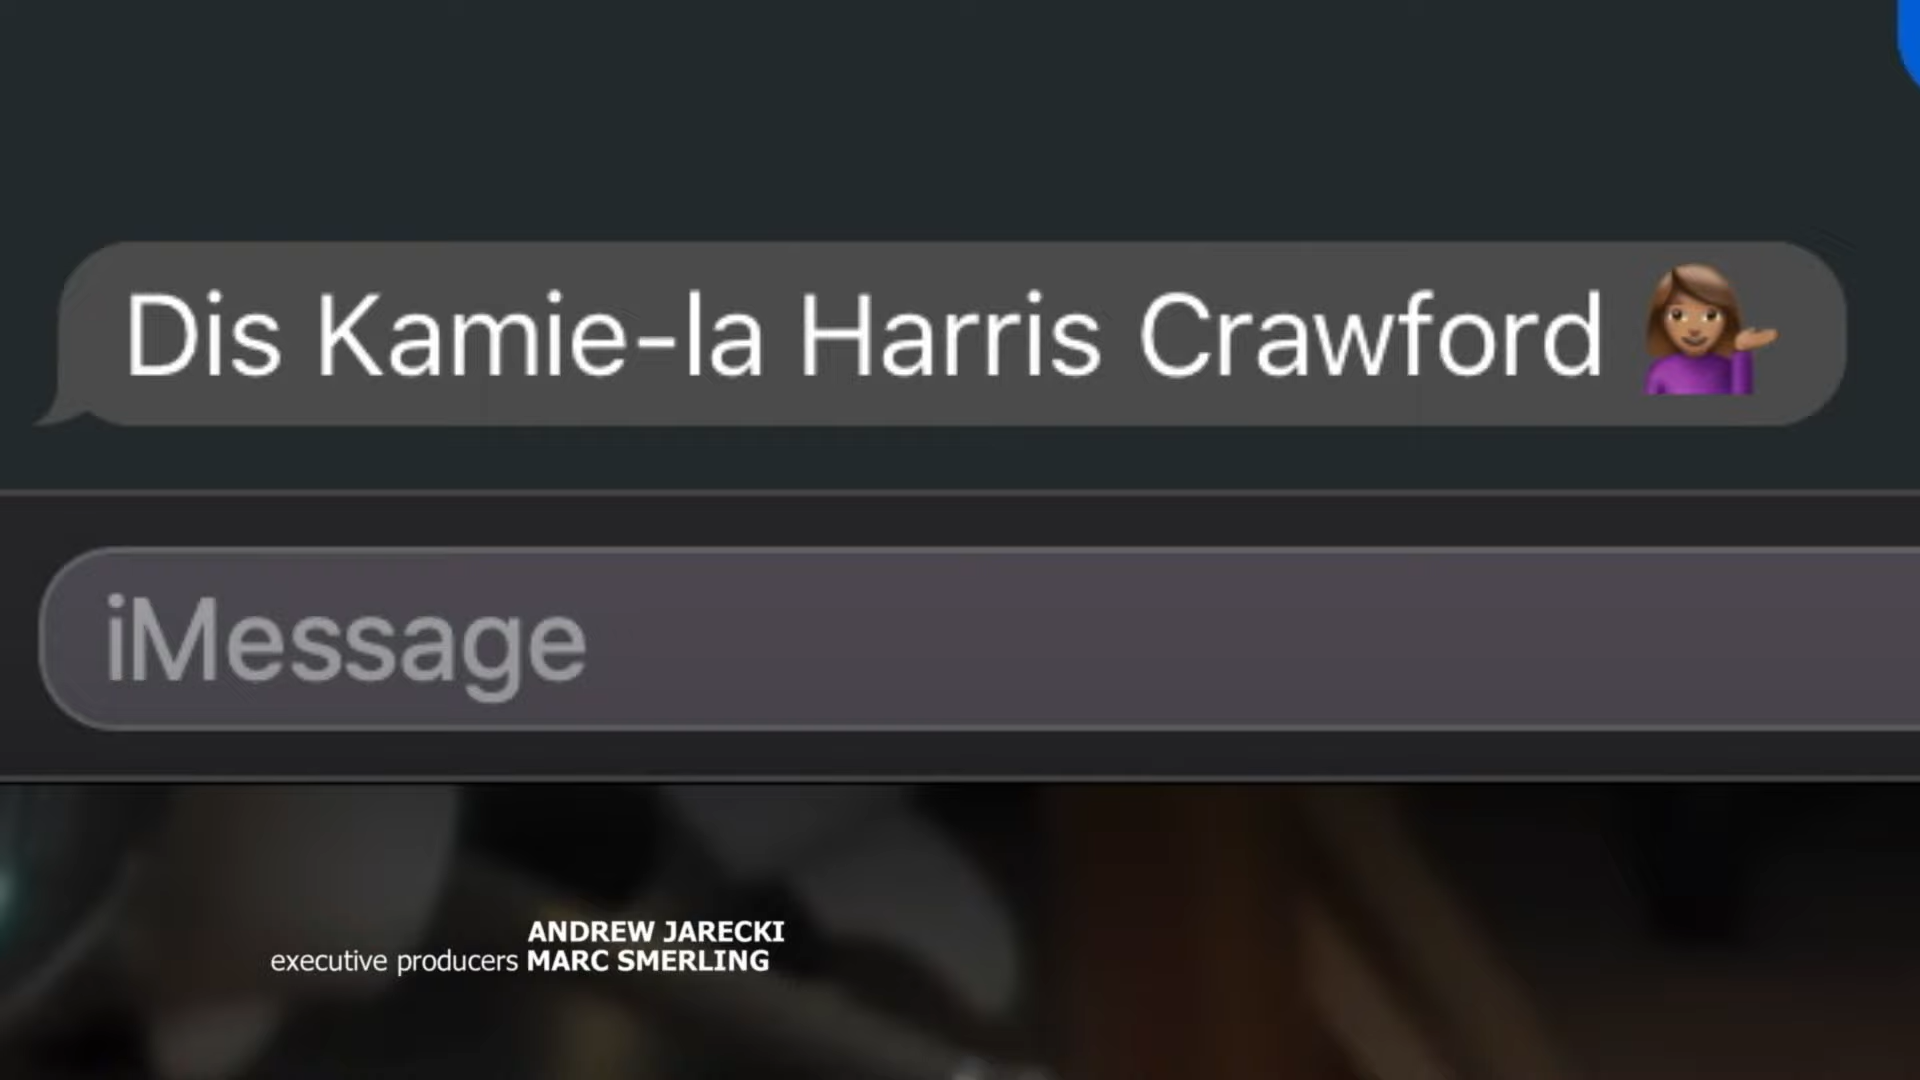 Dis Kamie-la Harris Crawford 💁🏽‍♀️
iMessage
ANDREW JARECKI
executive producers MARC SMERLING